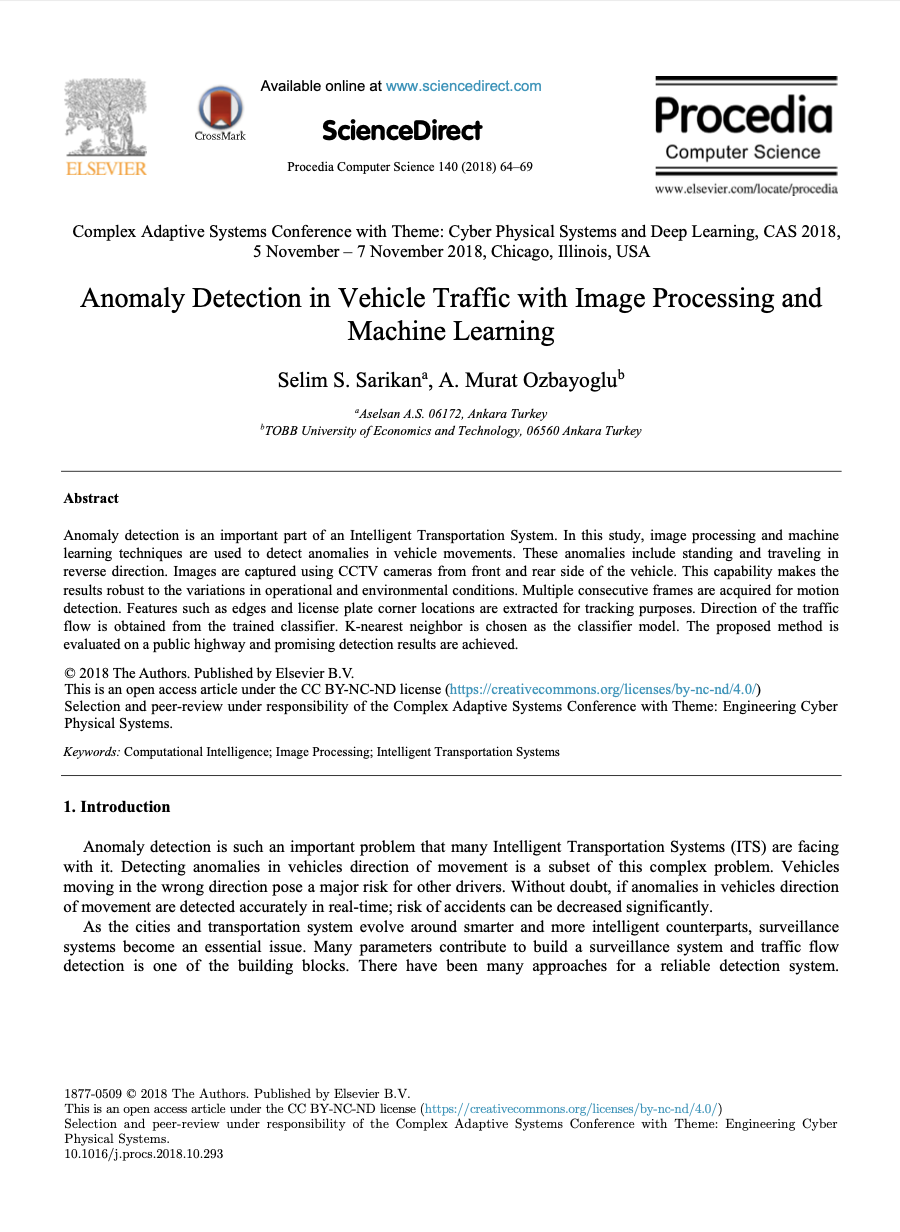 Available online at www.sciencedirect.com
ScienceDirect
Procedia Computer Science 140 (2018) 64–69
ELSEVIER
CrossMark
Procedia
Computer Science
www.elsevier.com/locate/procedia
Complex Adaptive Systems Conference with Theme: Cyber Physical Systems and Deep Learning, CAS 2018,
5 November – 7 November 2018, Chicago, Illinois, USA
Anomaly Detection in Vehicle Traffic with Image Processing and
Machine Learning
Selim S. Sarikanᵃ, A. Murat Ozbayogluᵇ
ᵃAselsan A.S. 06172, Ankara Turkey
ᵇTOBB University of Economics and Technology, 06560 Ankara Turkey
Abstract
Anomaly detection is an important part of an Intelligent Transportation System. In this study, image processing and machine
learning techniques are used to detect anomalies in vehicle movements. These anomalies include standing and traveling in
reverse direction. Images are captured using CCTV cameras from front and rear side of the vehicle. This capability makes the
results robust to the variations in operational and environmental conditions. Multiple consecutive frames are acquired for motion
detection. Features such as edges and license plate corner locations are extracted for tracking purposes. Direction of the traffic
flow is obtained from the trained classifier. K-nearest neighbor is chosen as the classifier model. The proposed method is
evaluated on a public highway and promising detection results are achieved.
© 2018 The Authors. Published by Elsevier B.V.
This is an open access article under the CC BY-NC-ND license (https://creativecommons.org/licenses/by-nc-nd/4.0/)
Selection and peer-review under responsibility of the Complex Adaptive Systems Conference with Theme: Engineering Cyber
Physical Systems.
Keywords: Computational Intelligence; Image Processing; Intelligent Transportation Systems
1. Introduction
Anomaly detection is such an important problem that many Intelligent Transportation Systems (ITS) are facing
with it. Detecting anomalies in vehicles direction of movement is a subset of this complex problem. Vehicles
moving in the wrong direction pose a major risk for other drivers. Without doubt, if anomalies in vehicles direction
of movement are detected accurately in real-time; risk of accidents can be decreased significantly.
As the cities and transportation system evolve around smarter and more intelligent counterparts, surveillance
systems become an essential issue. Many parameters contribute to build a surveillance system and traffic flow
detection is one of the building blocks. There have been many approaches for a reliable detection system.
1877-0509 © 2018 The Authors. Published by Elsevier B.V.
This is an open access article under the CC BY-NC-ND license (https://creativecommons.org/licenses/by-nc-nd/4.0/)
Selection and peer-review under responsibility of the Complex Adaptive Systems Conference with Theme: Engineering Cyber
Physical Systems.
10.1016/j.procs.2018.10.293